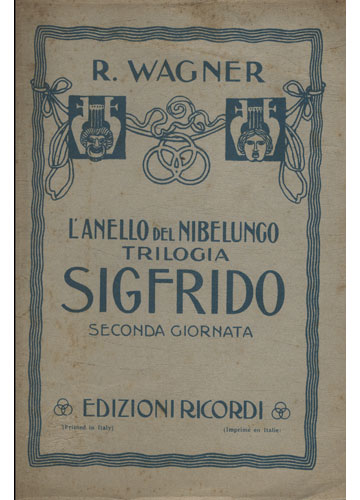 R. WAGNER
L'ANELLO DEL NIBELUNGO
TRILOGIA
SIGFRIDO
SECONDA GIORNATA
EDIZIONI RICORDI
(Printed in Italy) (Imprimé en Italie)